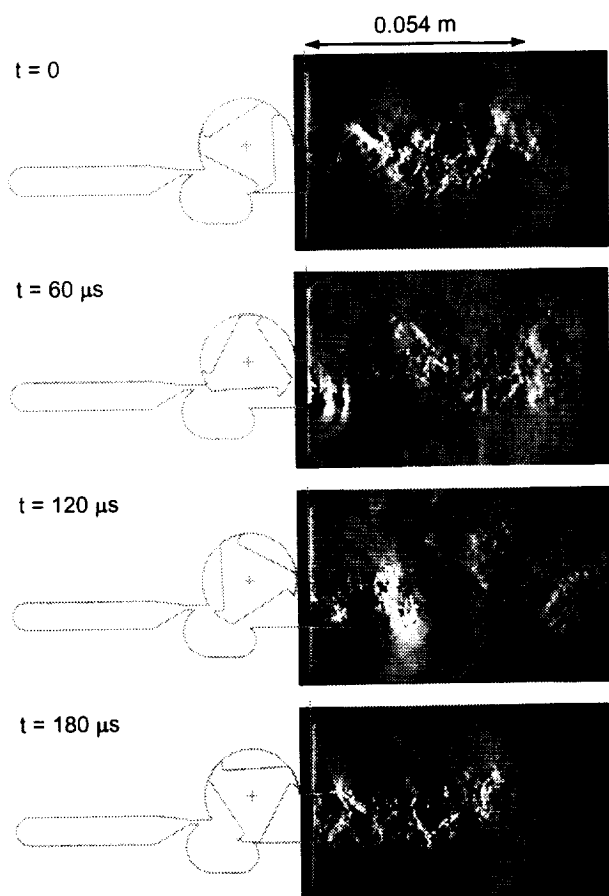 0.054 m
t = 0
t = 60 μs
t = 120 μs
t = 180 μs